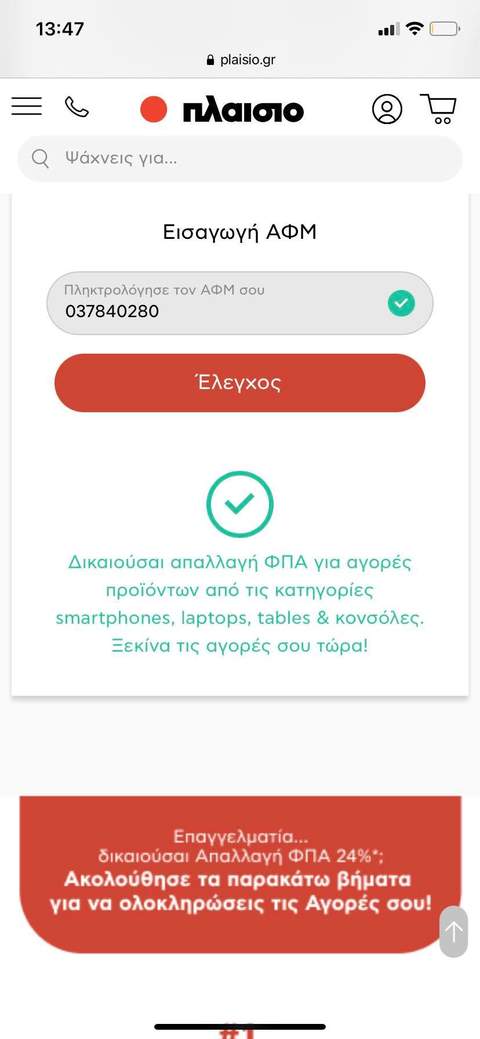 13:47
plaisio.gr
πλαισιο
Ψάχνεις για...
Εισαγωγή ΑΦΜ
Πληκτρολόγησε τον ΑΦΜ σου
037840280
Έλεγχος
Δικαιούσαι απαλλαγή ΦΠΑ για αγορές
προϊόντων από τις κατηγορίες
smartphones, laptops, tables & κονσόλες.
Ξεκίνα τις αγορές σου τώρα!
Επαγγελματία...
δικαιούσαι Απαλλαγή ΦΠΑ 24%*;
Ακολούθησε τα παρακάτω βήματα
για να ολοκληρώσεις τις Αγορές σου!
#1